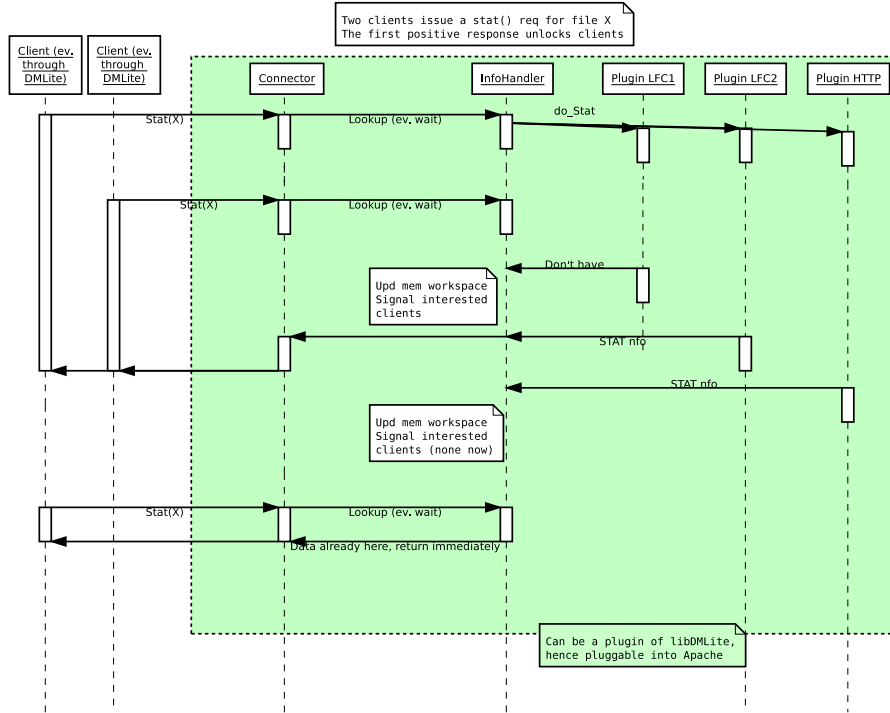 Two clients issue a stat() req for file X
The first positive response unlocks clients
Client (ev.
through
DMLite)
Client (ev.
through
DMLite)
Connector
InfoHandler
Plugin LFC1
Plugin LFC2
Plugin HTTP
Stat(X)
Lookup (ev. wait)
do_Stat
Stat(X)
Lookup (ev. wait)
Don't have
Upd mem workspace
Signal interested
clients
STAT nfo
STAT nfo
Upd mem workspace
Signal interested
clients (none now)
Stat(X)
Lookup (ev. wait)
Data already here, return immediately
Can be a plugin of libDMLite,
hence pluggable into Apache